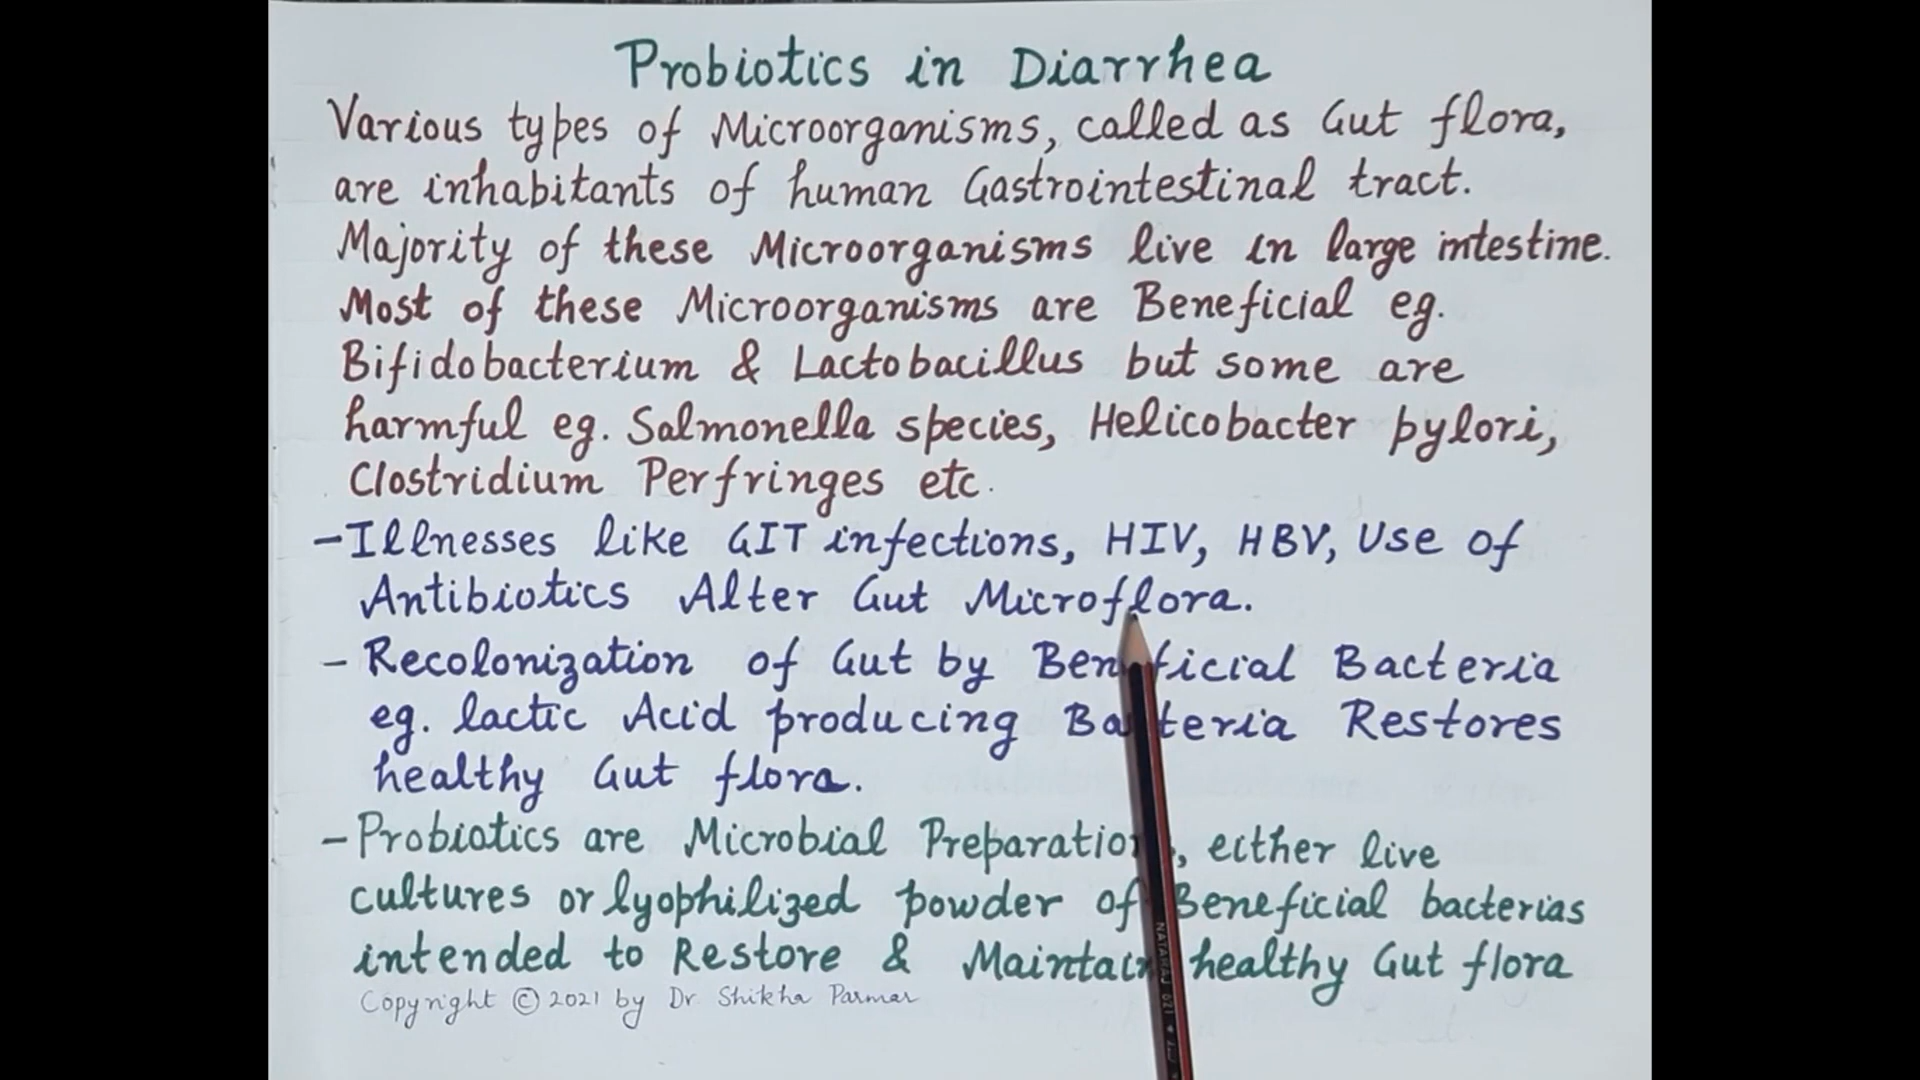 Probiotics in Diarrhea
Various types of Microorganisms, called as Gut flora,
are inhabitants of human Gastrointestinal tract.
Majority of these Microorganisms live in large intestine.
Most of these Microorganisms are Beneficial eg.
Bifidobacterium & Lactobacillus but some are
harmful eg. Salmonella species, Helicobacter pylori,
Clostridium Perfringes etc.
- Illnesses like GIT infections, HIV, HBV, Use of
Antibiotics Alter Gut Microflora.
- Recolonization of Gut by Beneficial Bacteria
eg. lactic Acid producing Bacteria Restores
healthy Gut flora.
- Probiotics are Microbial Preparation, either live
cultures or lyophilized powder of Beneficial bacterias
intended to Restore & Maintain healthy Gut flora
Copyright © 2021 by Dr Shikha Parmar
NATARAJ 621